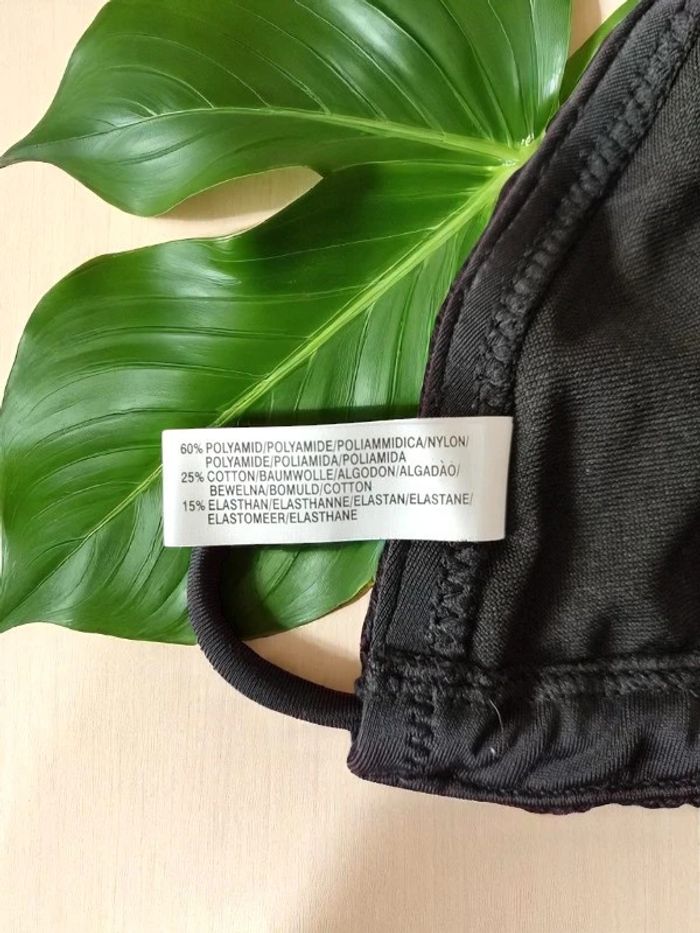 60% POLYAMID/POLYAMIDE/POLIAMMIDICA/NYLON/
POLYAMIDE/POLIAMIDA/POLIAMIDA
25% COTTON/BAUMWOLLE/ALGODON/ALGADÀÒ/
BEWELNA/BOMULD/COTTON
15% ELASTHAN/ELASTHANNE/ELASTAN/ELASTANE/
ELASTOMEER/ELASTHANE